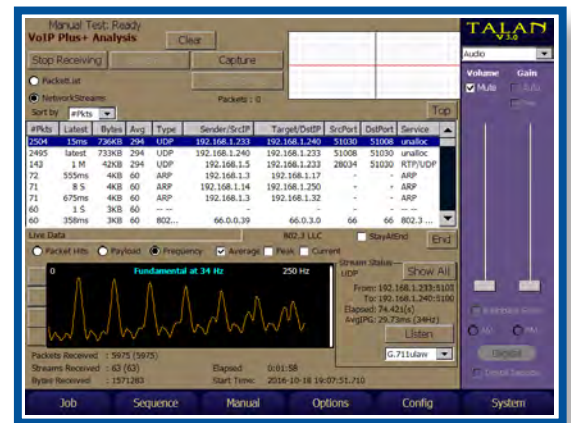 Manual Test: Ready
VoIP Plus+ Analysis
Clear
TALAN
V 3.0
Stop Receiving
Capture
Audio
PacketList
Volume Gain
Mute
NetworkStreams
Packets : 0
Sort by #Pkts
Top
#Pkts Latest Bytes Avg Type Sender/SrcIP Target/DstIP SrcPort DstPort Service
2504 15ms 736KB 294 UDP 192.168.1.233 192.168.1.240 51030 51008 unalloc
2495 latest 733KB 294 UDP 192.168.1.240 192.168.1.233 51008 51030 unalloc
143 1 M 42KB 294 UDP 192.168.1.5 192.168.1.233 28034 51030 RTP/UDP
72 555ms 4KB 60 ARP 192.168.1.3 192.168.1.17 - - ARP
71 8 S 4KB 60 ARP 192.168.1.14 192.168.1.250 - - ARP
71 675ms 4KB 60 ARP 192.168.1.3 192.168.1.32 - - ARP
60 1 S 3KB 60 ARP -- -- - - ARP
60 358ms 3KB 60 802... 66.0.0.39 66.0.3.0 66 66 802.3 ...
Live Data
802.3 LLC
StayAtEnd
End
Packet Hits Payload Frequency Average Peak Current
0 Fundamental at 34 Hz 250 Hz
Stream Status
UDP
Show All
From: 192.168.1.233:5103
To: 192.168.1.240:5100
Elapsed: 74.421(s)
AvgIPG: 29.73ms (34Hz)
Listen
G.711ulaw
Packets Received : 5975 (5975)
Streams Received : 63 (63)
Elapsed 0:01:58
Bytes Received : 1571283
Start Time: 2016-10-18 19:07:51.710
Job Sequence Manual Options Config System